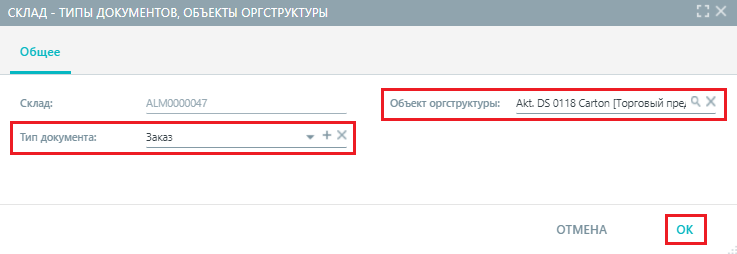 СКЛАД - ТИПЫ ДОКУМЕНТОВ, ОБЪЕКТЫ ОРГСТРУКТУРЫ
Общее
Склад: ALM0000047
Объект оргструктуры: Akt. DS 0118 Carton [Торговый пред
Тип документа: Заказ
ОТМЕНА
ОК